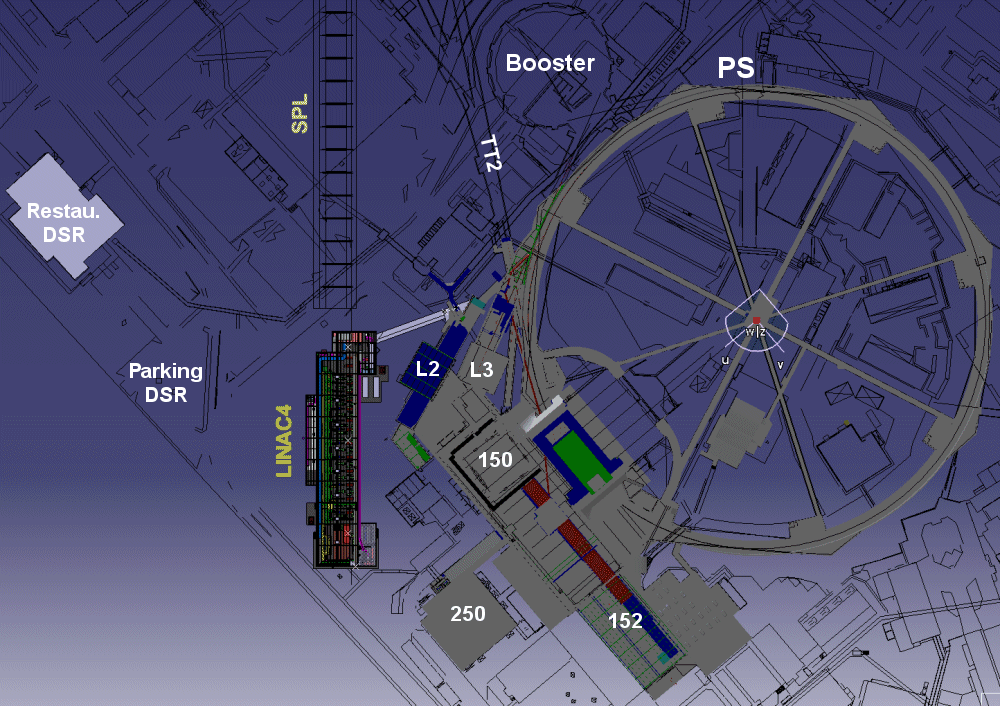 Booster
PS
SPL
TT2
Restau.
DSR
w|z
u
v
Parking
DSR
L2
L3
LINAC4
150
250
152